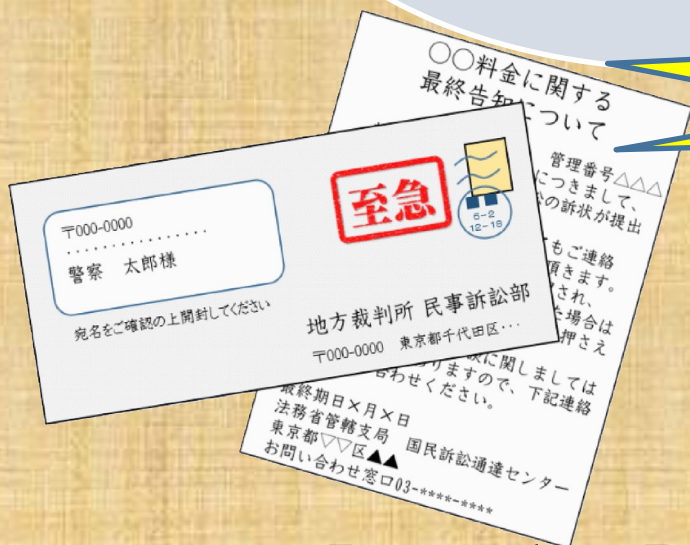 〒000-0000
・・・・・・・・・・・・・・・
警察 太郎様
宛名をご確認の上開封してください
至急
6-2
12-18
地方裁判所 民事訴訟部
〒000-0000 東京都千代田区・・・
〇〇料金に関する
最終告知について
管理番号△△△
につきまして、
の訴状が提出
もご連絡
頂きます。
され、
た場合は
押さえ
に関しましては
りますので、下記連絡
合わせください。
最終期日×月×日
法務省管轄支局 国民訴訟通達センター
東京都▽▽区▲▲
お問い合わせ窓口03-****-****